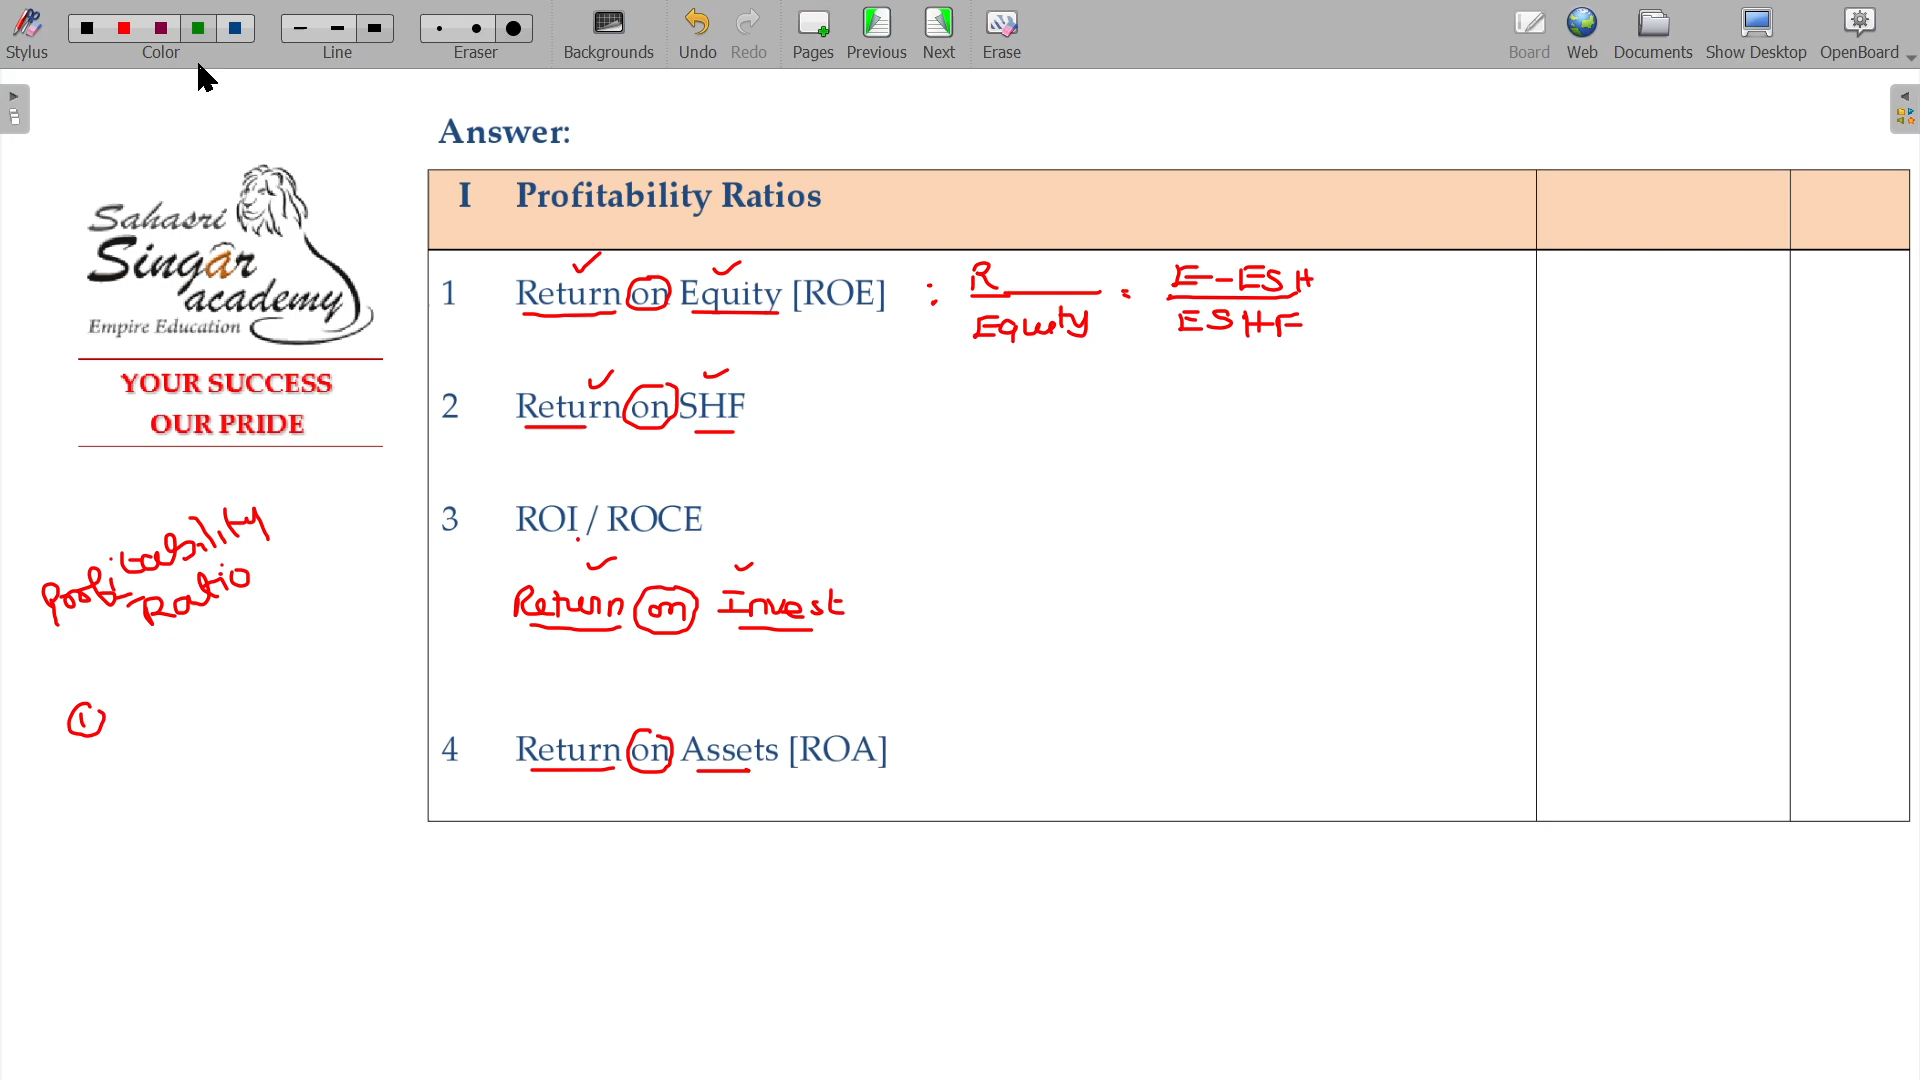 Stylus Color Line Eraser Backgrounds Undo Redo Pages Previous Next Erase Board Web Documents Show Desktop OpenBoard
Answer:
I Profitability Ratios
Sahasri
Singar
academy
Empire Education
YOUR SUCCESS
OUR PRIDE
1 Return on Equity [ROE] : R / Equity = E-ESH / ESHF
2 Return on SHF
3 ROI / ROCE
Return on Invest
4 Return on Assets [ROA]
Profitability
Ratio
1